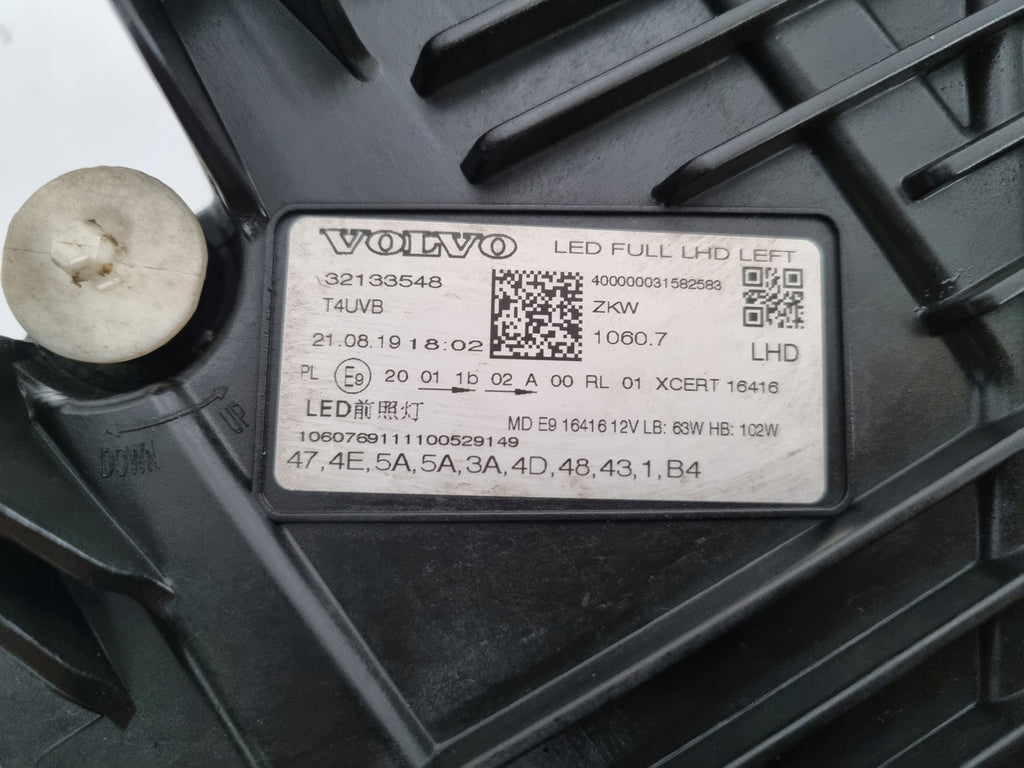 VOLVO LED FULL LHD LEFT
32133548 400000031582583
T4UVB ZKW
21.08.19 18:02 1060.7
LHD
PL E9 20 01 1b 02 A 00 RL 01 XCERT 16416
LED前照灯 MD E9 16416 12V LB: 63W HB: 102W
1060769111100529149
47,4E,5A,5A,3A,4D,48,43,1,B4
UP
DOWN